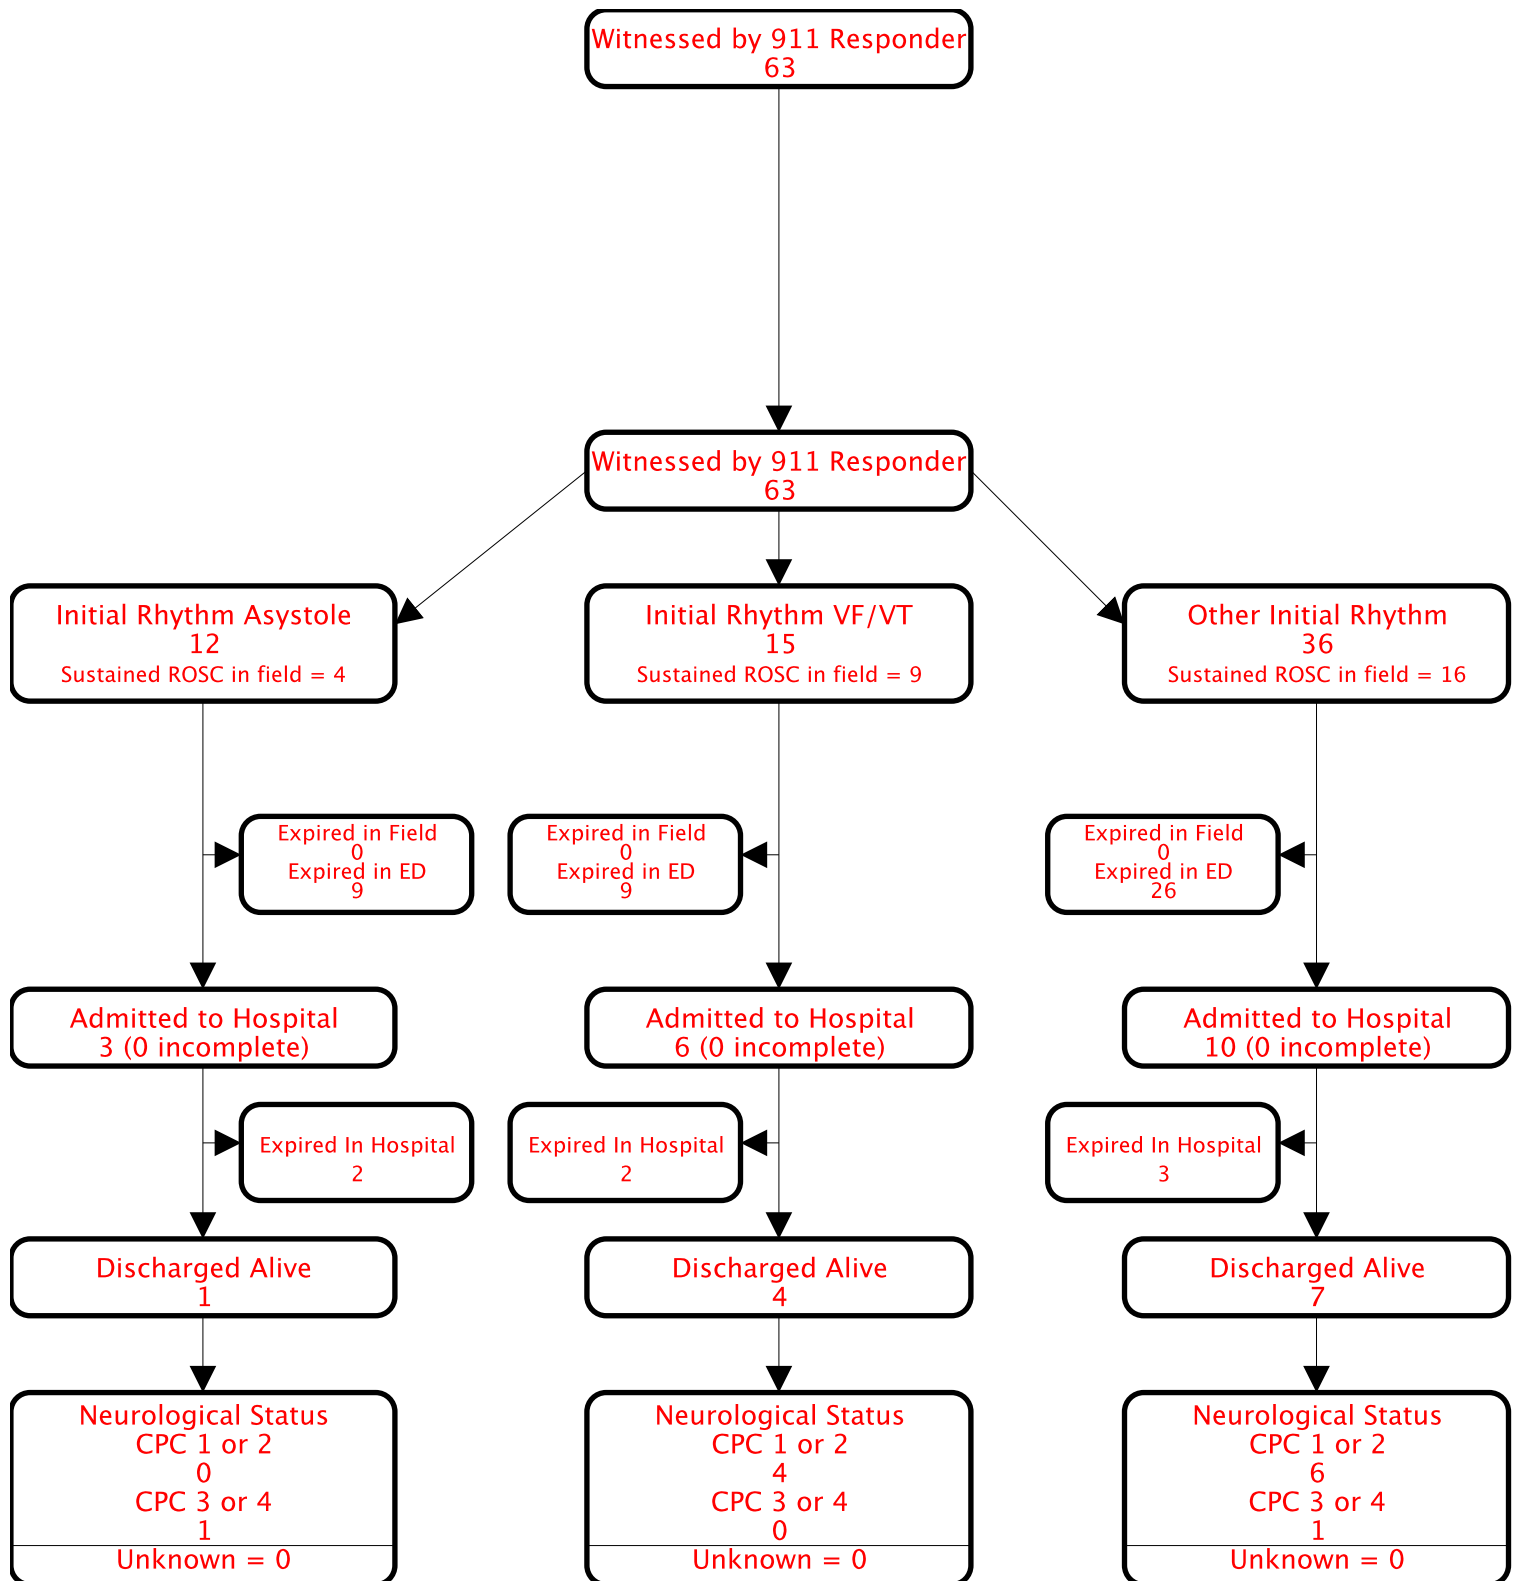 Witnessed by 911 Responder
63
Witnessed by 911 Responder
63
Initial Rhythm Asystole
12
Sustained ROSC in field = 4
Initial Rhythm VF/VT
15
Sustained ROSC in field = 9
Other Initial Rhythm
36
Sustained ROSC in field = 16
Expired in Field
0
Expired in ED
9
Expired in Field
0
Expired in ED
9
Expired in Field
0
Expired in ED
26
Admitted to Hospital
3 (0 incomplete)
Admitted to Hospital
6 (0 incomplete)
Admitted to Hospital
10 (0 incomplete)
Expired In Hospital
2
Expired In Hospital
2
Expired In Hospital
3
Discharged Alive
1
Discharged Alive
4
Discharged Alive
7
Neurological Status
CPC 1 or 2
0
CPC 3 or 4
1
Unknown = 0
Neurological Status
CPC 1 or 2
4
CPC 3 or 4
0
Unknown = 0
Neurological Status
CPC 1 or 2
6
CPC 3 or 4
1
Unknown = 0